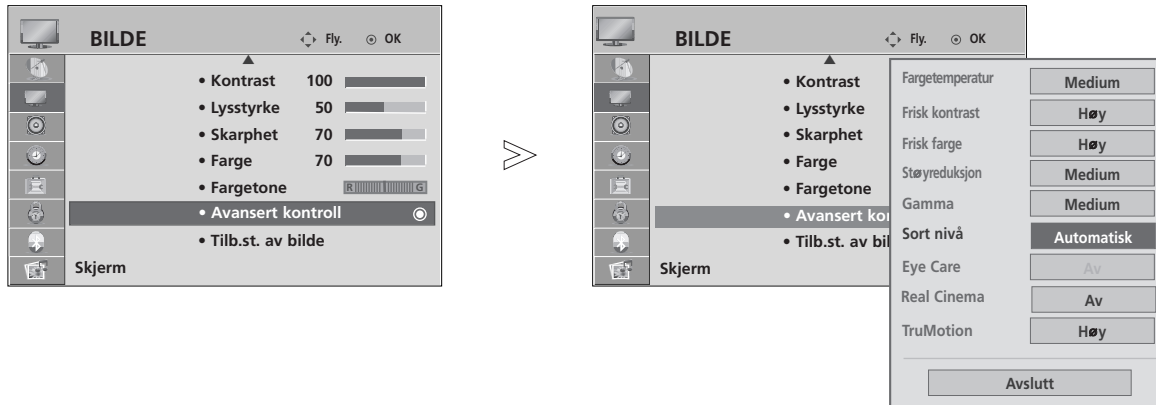 BILDE Fly. OK
• Kontrast 100
• Lysstyrke 50
• Skarphet 70
• Farge 70
• Fargetone R G
• Avansert kontroll
• Tilb.st. av bilde
Skjerm
BILDE Fly. OK
• Kontrast
• Lysstyrke
• Skarphet
• Farge
• Fargetone
• Avansert kon
• Tilb.st. av bil
Skjerm
Fargetemperatur Medium
Frisk kontrast Høy
Frisk farge Høy
Støyreduksjon Medium
Gamma Medium
Sort nivå Automatisk
Eye Care Av
Real Cinema Av
TruMotion Høy
Avslutt